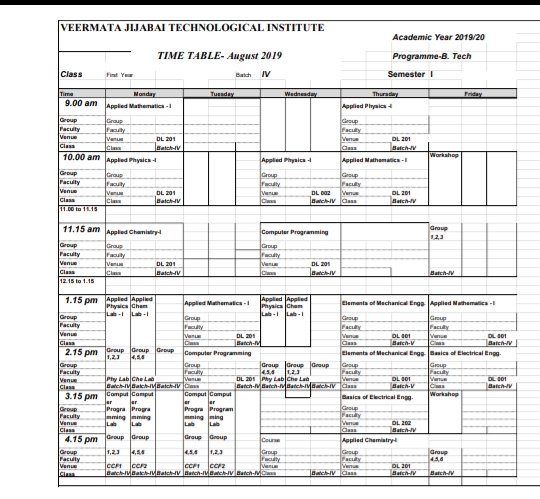 VEERMATA JIJABAI TECHNOLOGICAL INSTITUTE
Academic Year 2019/20
TIME TABLE- August 2019 Programme-B. Tech
Class First Year Batch IV Semester I
Time Monday Tuesday Wednesday Thursday Friday
9.00 am Applied Mathematics - I Applied Physics -I
Group Group Group
Faculty Faculty Faculty
Venue Venue DL 201 Venue DL 201
Class Class Batch-IV Class Batch-IV
10.00 am Applied Physics -I Applied Physics -I Applied Mathematics - I Workshop
Group Group Group Group
Faculty Faculty Faculty Faculty
Venue Venue DL 201 Venue DL 002 Venue DL 201
Class Class Batch-IV Class Batch-IV Class Batch-IV
11.00 to 11.15
11.15 am Applied Chemistry-I Computer Programming Group
1,2,3
Group Group Group
Faculty Faculty Faculty
Venue Venue DL 201 Venue DL 201
Class Class Batch-IV Class Batch-IV Batch-IV
12.15 to 1.15
1.15 pm Applied Physics Lab - I Applied Chem Lab - I Applied Mathematics - I Applied Physics Lab - I Applied Chem Lab - I Elements of Mechanical Engg. Applied Mathematics - I
Group Group Group Group
Faculty Faculty Faculty Faculty
Venue Venue DL 201 Venue DL 001 Venue DL 001
Class Class Batch-IV Class Batch-V Class Batch-IV
2.15 pm Group 1,2,3 Group 4,5,6 Group Computer Programming Elements of Mechanical Engg. Basics of Electrical Engg.
Group Group Group 4,5,6 Group 1,2,3 Group Group Group
Faculty Faculty Faculty Faculty
Venue Phy Lab Che Lab Venue DL 201 Phy Lab Che Lab Venue DL 001 Venue DL 001
Class Batch-IV Batch-IV Batch-IV Class Batch-IV Batch-IV Batch-IV Batch-IV Class Batch-V Class Batch-IV
3.15 pm Computer Programming Lab Computer Programming Lab Computer Programming Lab Computer Programming Lab Basics of Electrical Engg. Workshop
Group Group
Faculty Faculty
Venue Venue DL 202
Class Class Batch-IV
4.15 pm Group Group Group Group Course Applied Chemistry-I
Group 1,2,3 4,5,6 4,5,6 1,2,3 Group Group Group
Faculty Faculty Faculty 4,5,6
Venue CCF1 CCF2 CCF1 CCF2 Venue Venue DL 201
Class Batch-IV Batch-IV Batch-IV Batch-IV Batch-IV Batch-IV Class Batch-IV Class Batch-IV Batch-IV